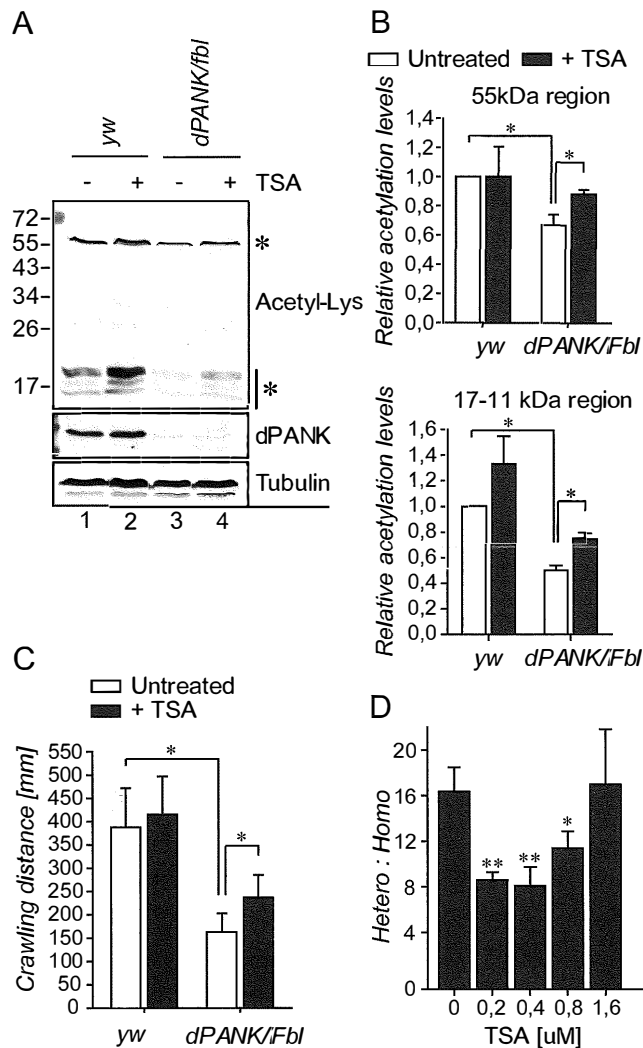 A
yw
dPANK/fbl
- + - + TSA
72
55
43
34
26
17
*
Acetyl-Lys
*
dPANK
Tubulin
1 2 3 4
B
Untreated + TSA
55kDa region
Relative acetylation levels
1,4
1,2
1,0
0,8
0,6
0,4
0,2
0,0
*
*
yw dPANK/Fbl
17-11 kDa region
Relative acetylation levels
1,6
1,4
1,2
1,0
0,8
0,6
0,4
0,2
0,0
*
*
yw dPANK/Fbl
C
Untreated
+ TSA
Crawling distance [mm]
550
500
450
400
350
300
250
200
150
100
50
0
*
*
yw dPANK/Fbl
D
Hetero : Homo
20
16
12
8
4
0
** ** *
0 0,2 0,4 0,8 1,6
TSA [uM]